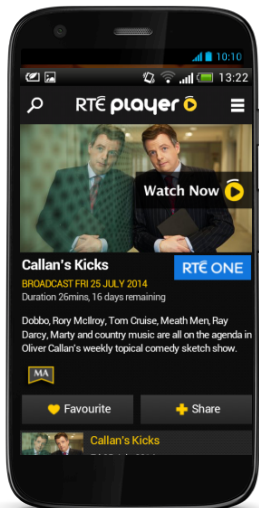 10:10
13:22
RTÉ player
Watch Now
Callan's Kicks
RTÉ ONE
BROADCAST FRI 25 JULY 2014
Duration 26mins, 16 days remaining
Dobbo, Rory McIlroy, Tom Cruise, Meath Men, Ray
Darcy, Marty and country music are all on the agenda in
Oliver Callan's weekly topical comedy sketch show.
MA
Favourite
Share
Callan's Kicks